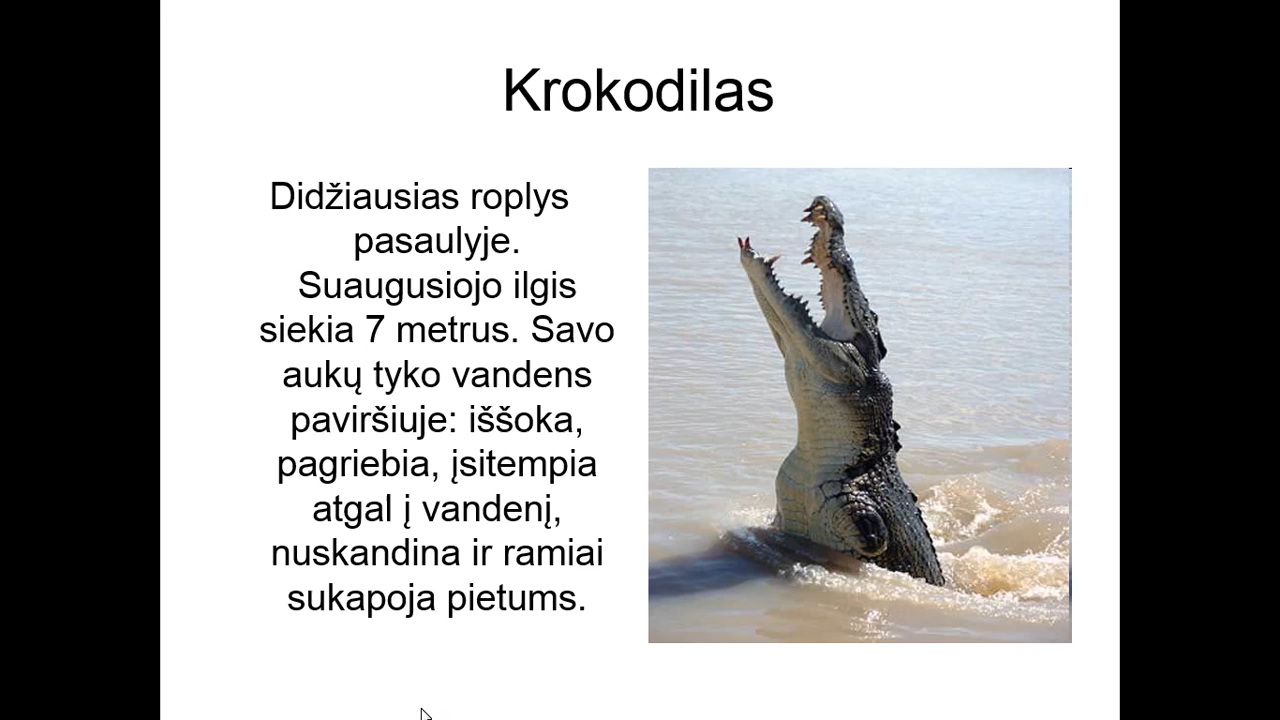 Krokodilas
Didžiausias roplys
pasaulyje.
Suaugusiojo ilgis
siekia 7 metrus. Savo
aukų tyko vandens
paviršiuje: iššoka,
pagriebia, įsitempia
atgal į vandenį,
nuskandina ir ramiai
sukapoja pietums.